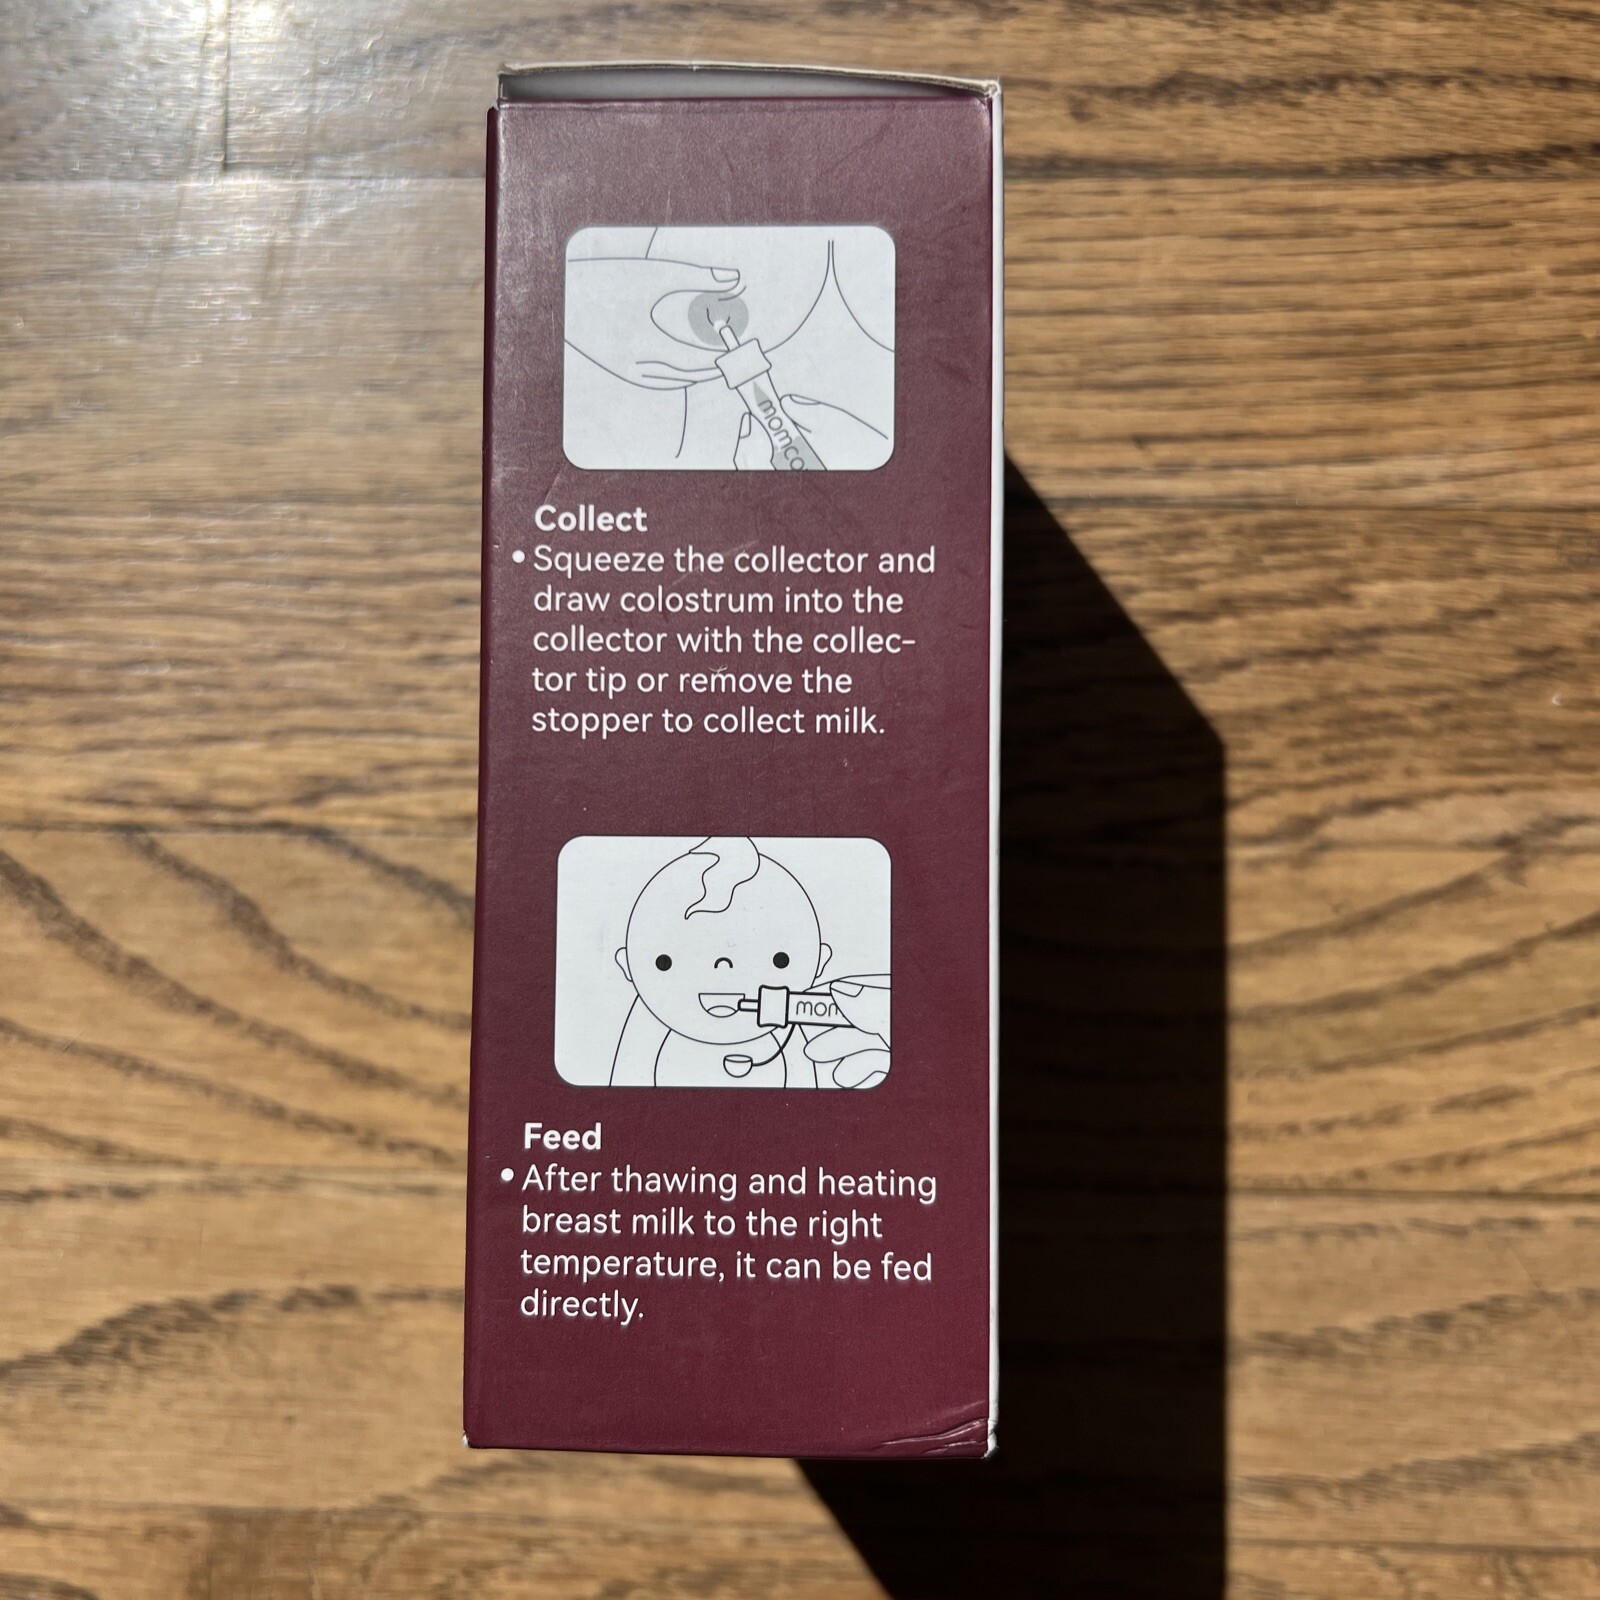 momco
Collect
• Squeeze the collector and
draw colostrum into the
collector with the collec-
tor tip or remove the
stopper to collect milk.
mom
Feed
• After thawing and heating
breast milk to the right
temperature, it can be fed
directly.